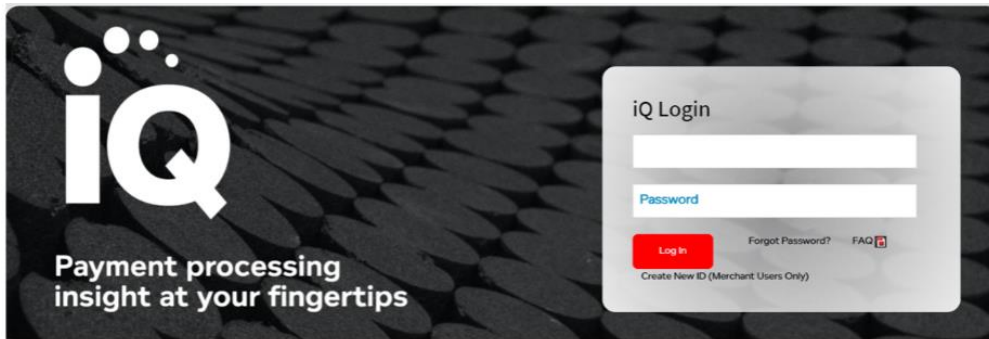 iQ
Payment processing
insight at your fingertips
iQ Login
Password
Log In
Forgot Password? FAQ
Create New ID (Merchant Users Only)